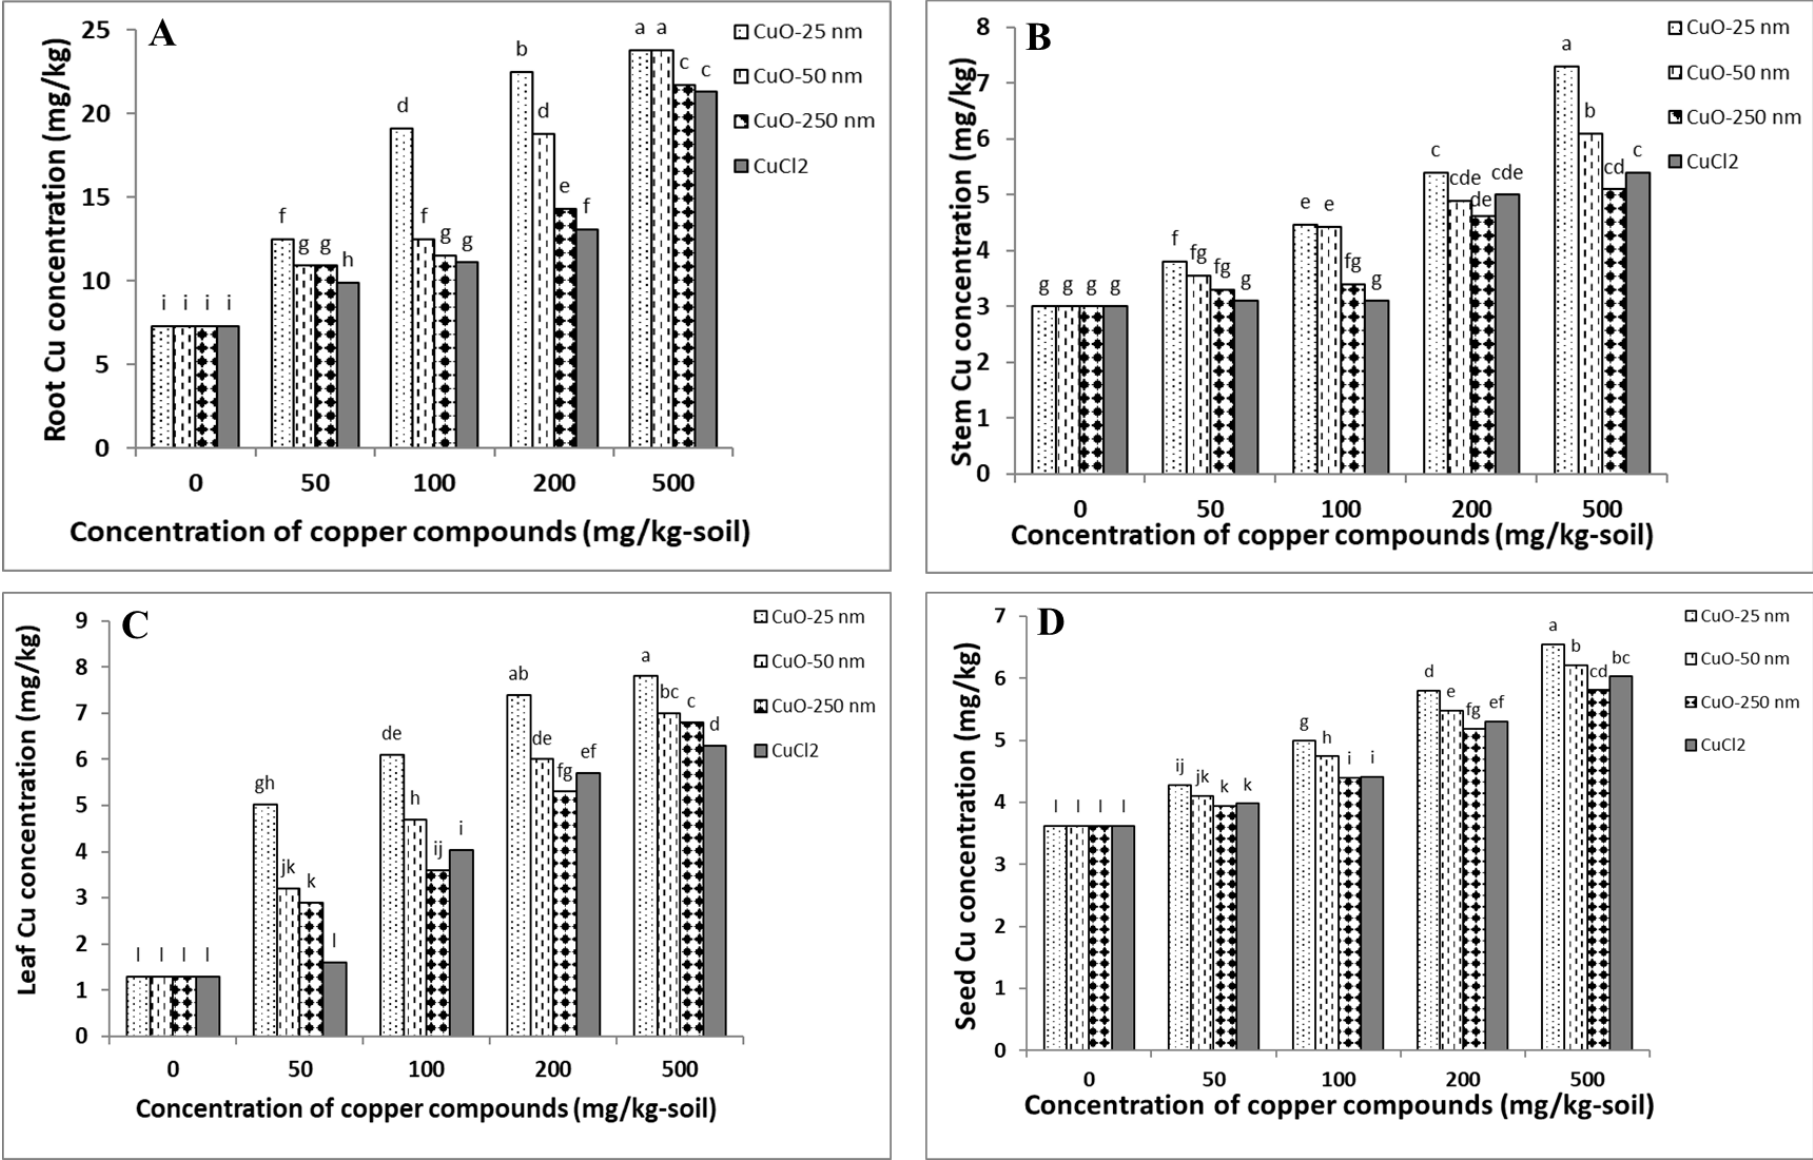 A
Root Cu concentration (mg/kg)
25
20
15
10
5
0
i i i i
f g g h
d f g g
b d e f
a a c c
0 50 100 200 500
Concentration of copper compounds (mg/kg-soil)
CuO-25 nm
CuO-50 nm
CuO-250 nm
CuCl2
B
Stem Cu concentration (mg/kg)
8
7
6
5
4
3
2
1
0
g g g g
f fg fg g
e e fg g
c cde de cde
a b cd c
0 50 100 200 500
Concentration of copper compounds (mg/kg-soil)
CuO-25 nm
CuO-50 nm
CuO-250 nm
CuCl2
C
Leaf Cu concentration (mg/kg)
9
8
7
6
5
4
3
2
1
0
l l l l
gh jk k l
de h ij i
ab de fg ef
a bc c d
0 50 100 200 500
Concentration of copper compounds (mg/kg-soil)
CuO-25 nm
CuO-50 nm
CuO-250 nm
CuCl2
D
Seed Cu concentration (mg/kg)
7
6
5
4
3
2
1
0
l l l l
ij jk k k
g h i i
d e fg ef
a b cd bc
0 50 100 200 500
Concentration of copper compounds (mg/kg-soil)
CuO-25 nm
CuO-50 nm
CuO-250 nm
CuCl2